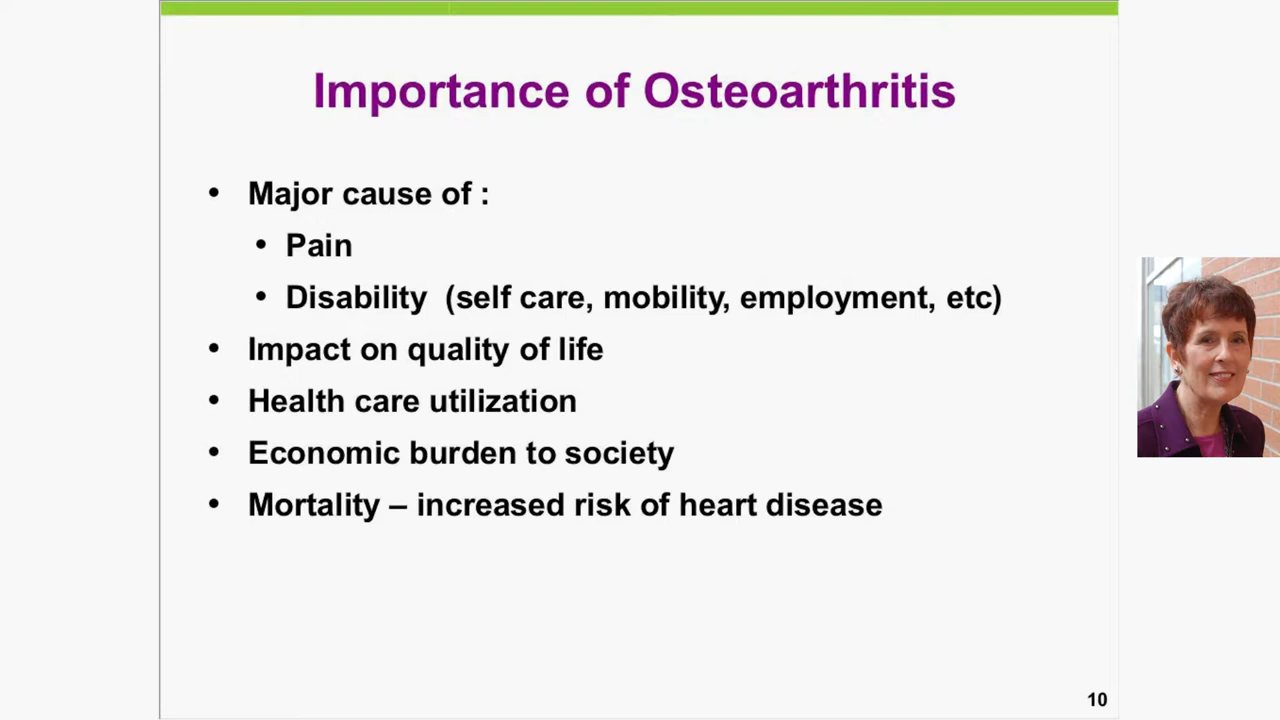 Importance of Osteoarthritis
• Major cause of :
• Pain
• Disability (self care, mobility, employment, etc)
• Impact on quality of life
• Health care utilization
• Economic burden to society
• Mortality – increased risk of heart disease
10